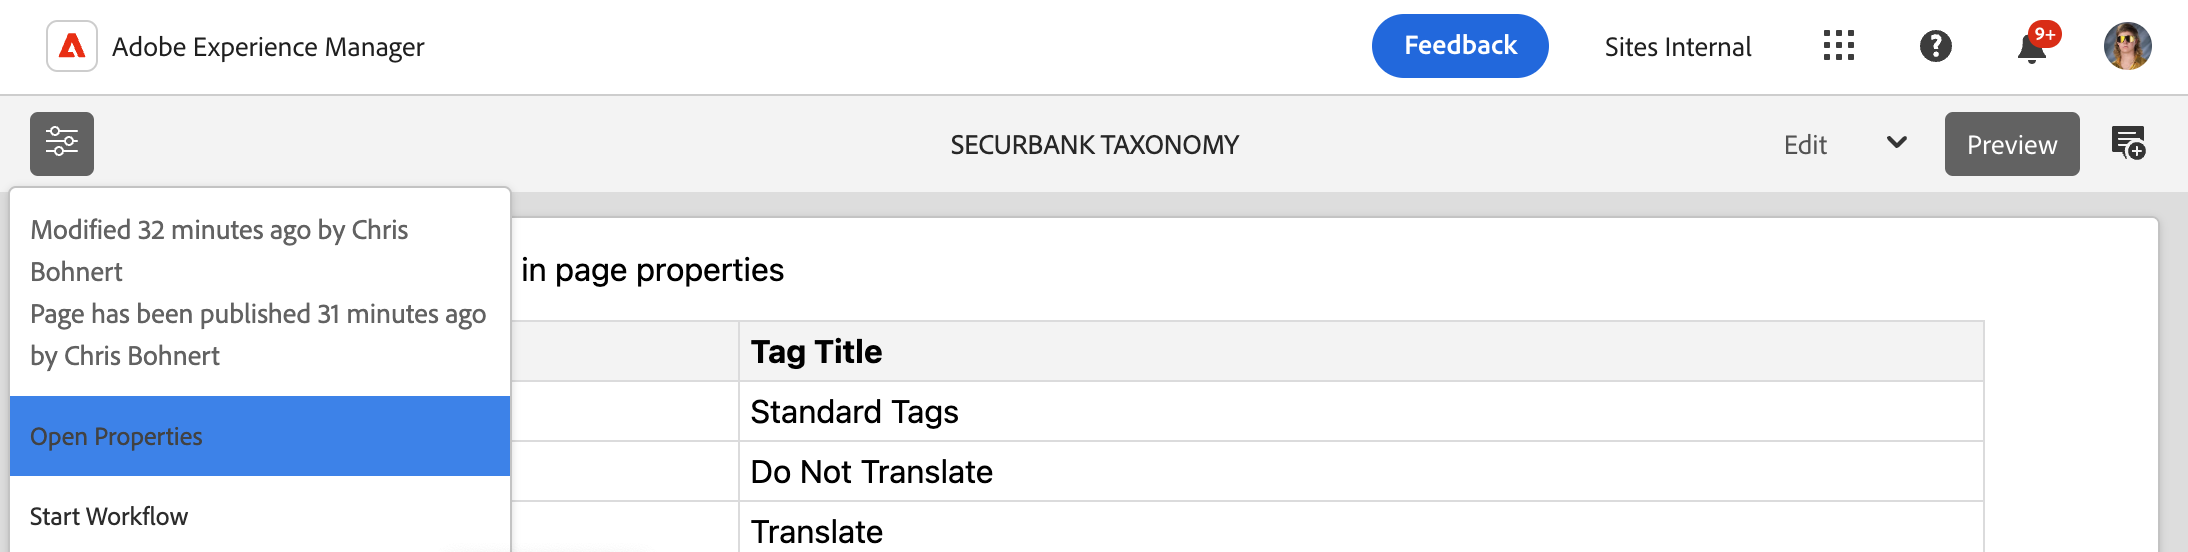 Adobe Experience Manager
Feedback
Sites Internal
?
9+
SECURBANK TAXONOMY
Edit
Preview
Modified 32 minutes ago by Chris
Bohnert
Page has been published 31 minutes ago
by Chris Bohnert
Open Properties
Start Workflow
in page properties
Tag Title
Standard Tags
Do Not Translate
Translate